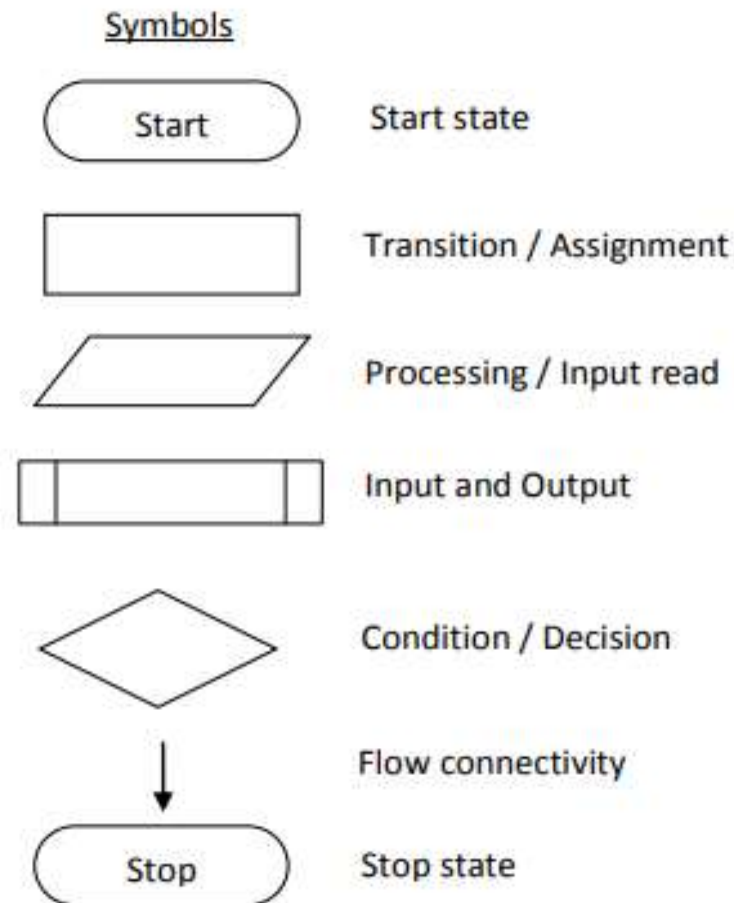 Symbols
Start Start state
Transition / Assignment
Processing / Input read
Input and Output
Condition / Decision
Flow connectivity
Stop Stop state